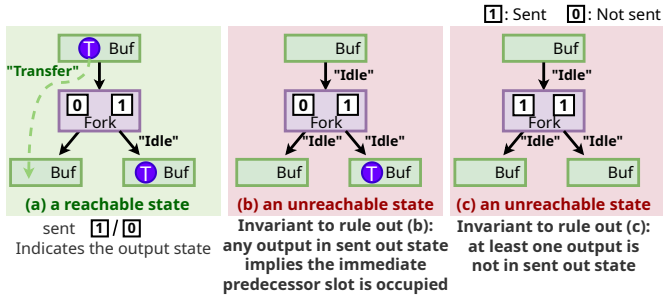 1 : Sent 0 : Not sent
T Buf
"Transfer"
"Idle"
0 1
Fork
"Idle"
Buf
T Buf
(a) a reachable state
sent 1 / 0
Indicates the output state
Buf
"Idle"
0 1
Fork
"Idle" "Idle"
Buf
T Buf
(b) an unreachable state
Invariant to rule out (b):
any output in sent out state
implies the immediate
predecessor slot is occupied
Buf
"Idle"
1 1
Fork
"Idle" "Idle"
Buf
Buf
(c) an unreachable state
Invariant to rule out (c):
at least one output is
not in sent out state